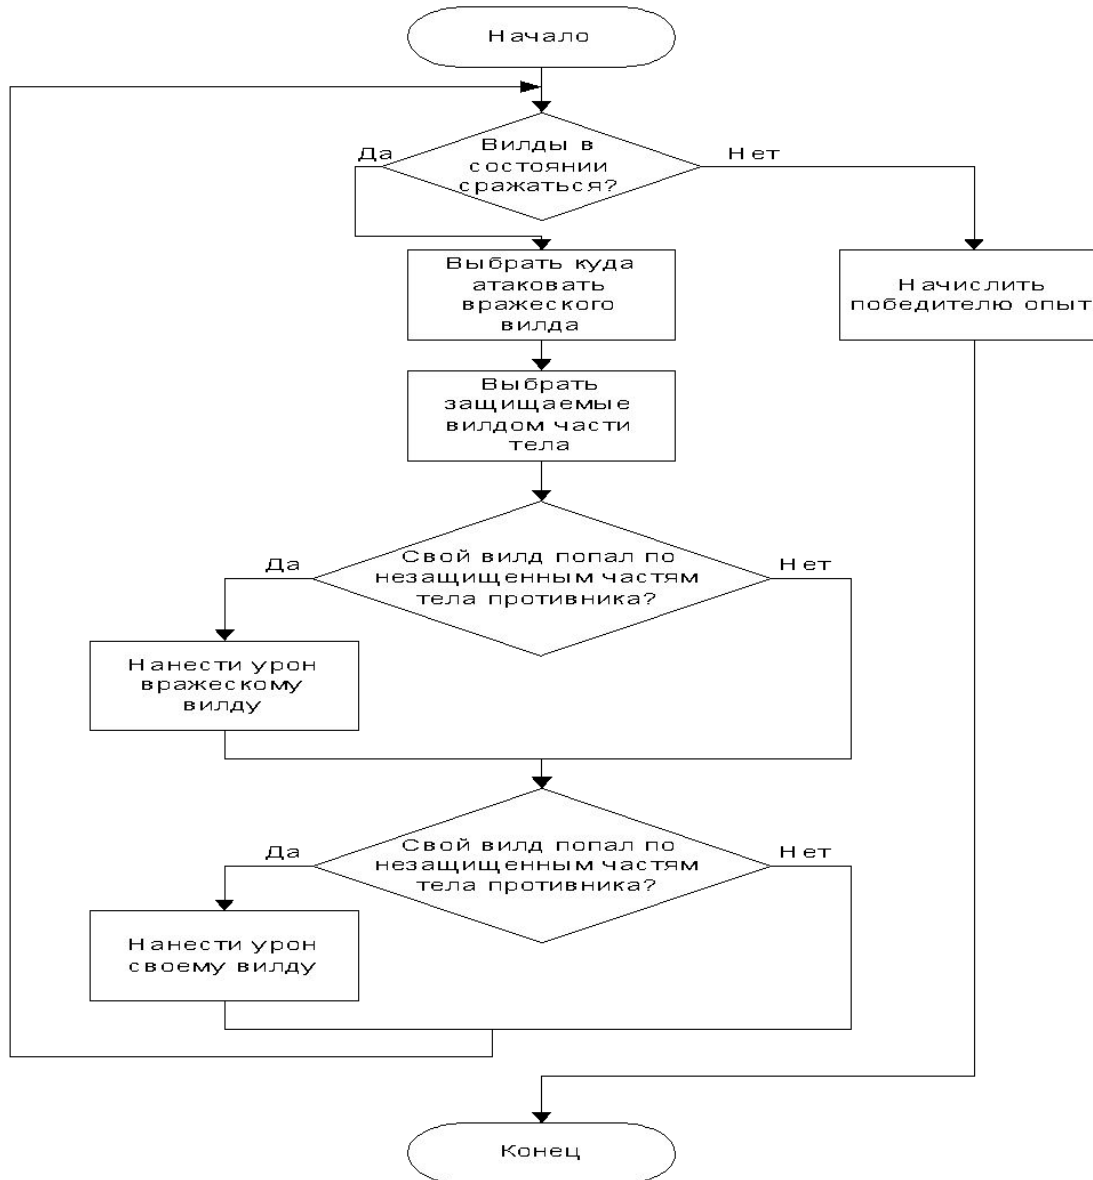 Начало
Вилды в
состоянии
сражаться?
Да
Нет
Выбрать куда
атаковать
вражеского
вилда
Начислить
победителю опыт
Выбрать
защищаемые
вилдом части
тела
Свой вилд попал по
незащищенным частям
тела противника?
Да
Нет
Нанести урон
вражескому
вилду
Свой вилд попал по
незащищенным частям
тела противника?
Да
Нет
Нанести урон
своему вилду
Конец